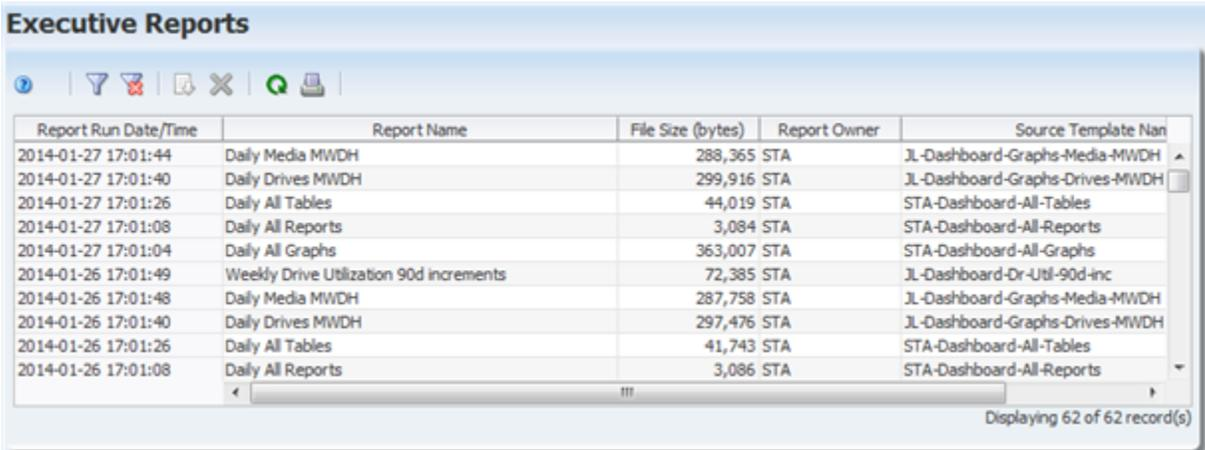 Executive Reports
Report Run Date/Time Report Name File Size (bytes) Report Owner Source Template Nam
2014-01-27 17:01:44 Daily Media MWDH 288,365 STA JL-Dashboard-Graphs-Media-MWDH
2014-01-27 17:01:40 Daily Drives MWDH 299,916 STA JL-Dashboard-Graphs-Drives-MWDH
2014-01-27 17:01:26 Daily All Tables 44,019 STA STA-Dashboard-All-Tables
2014-01-27 17:01:08 Daily All Reports 3,084 STA STA-Dashboard-All-Reports
2014-01-27 17:01:04 Daily All Graphs 363,007 STA STA-Dashboard-All-Graphs
2014-01-26 17:01:49 Weekly Drive Utilization 90d increments 72,385 STA JL-Dashboard-Dr-Util-90d-inc
2014-01-26 17:01:48 Daily Media MWDH 287,758 STA JL-Dashboard-Graphs-Media-MWDH
2014-01-26 17:01:40 Daily Drives MWDH 297,476 STA JL-Dashboard-Graphs-Drives-MWDH
2014-01-26 17:01:26 Daily All Tables 41,743 STA STA-Dashboard-All-Tables
2014-01-26 17:01:08 Daily All Reports 3,086 STA STA-Dashboard-All-Reports
Displaying 62 of 62 record(s)